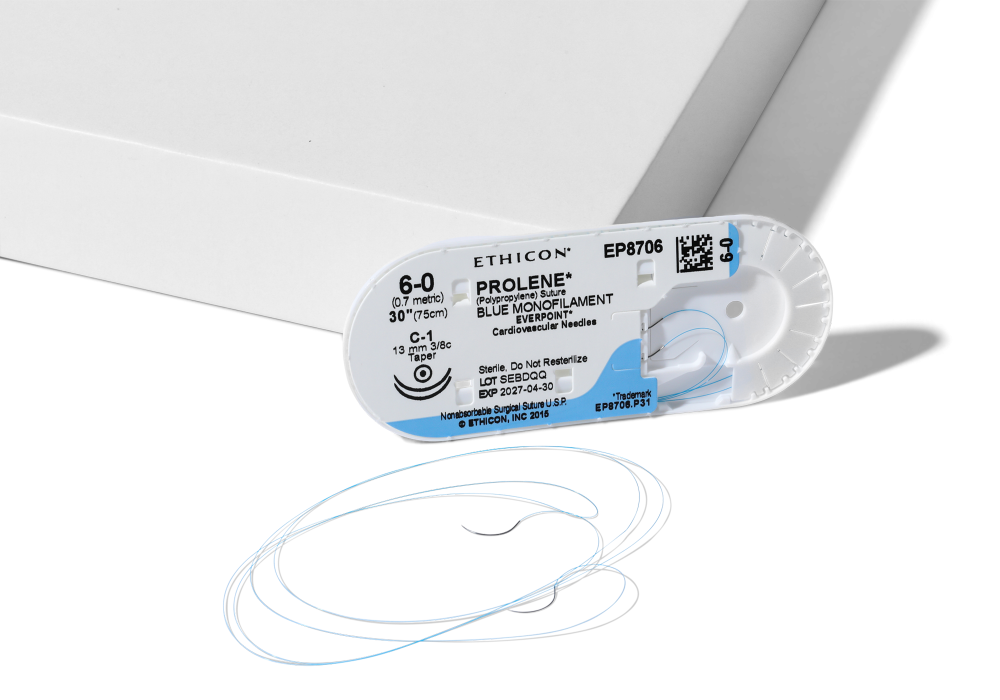 ETHICON*
EP8706
6-0
6-0
(0.7 metric)
30" (75cm)
C-1
13 mm 3/8c
Taper
PROLENE*
(Polypropylene) Suture
BLUE MONOFILAMENT
EVERPOINT*
Cardiovascular Needles
Sterile, Do Not Resterilize
LOT SEBDQQ
EXP 2027-04-30
Nonabsorbable Surgical Suture U.S.P.
© ETHICON, INC 2015
*Trademark
EP8706.P31